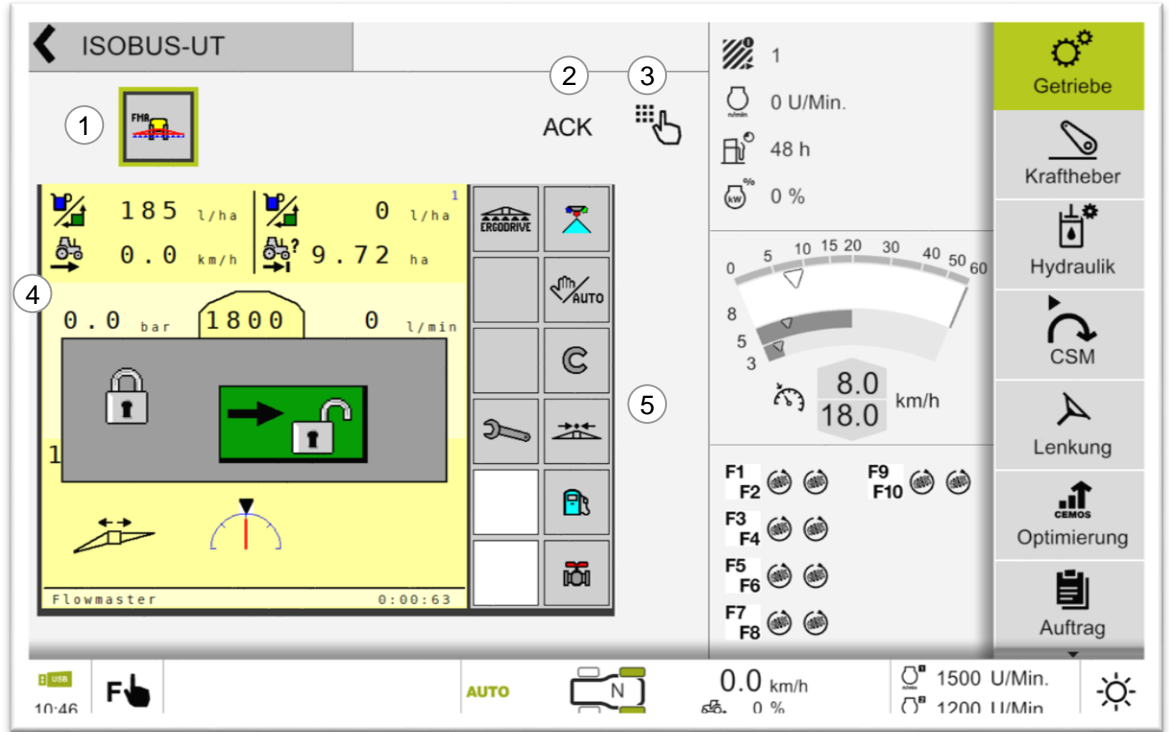 ISOBUS-UT
1
2
3
FMA
ACK
185 l/ha
0 l/ha
1
0.0 km/h
9.72 ha
4
0.0 bar
1800
0 l/min
1
Flowmaster
0:00:63
ERGODRIVE
AUTO
C
5
1
0 U/Min.
n/min
48 h
kW
%
0 %
0 5 10 15 20 30 40 50 60
8
5
3
8.0
18.0
km/h
F1
F2
F9
F10
F3
F4
F5
F6
F7
F8
Getriebe
Kraftheber
Hydraulik
CSM
Lenkung
CEMOS
Optimierung
Auftrag
USB
10:46
F
AUTO
N
0.0 km/h
0 %
1500 U/Min.
1200 U/Min